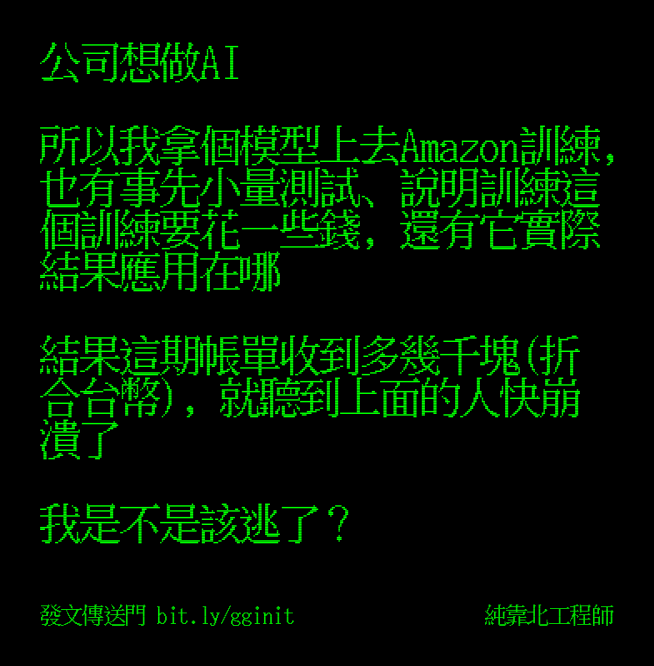 公司想做AI
所以我拿個模型上去Amazon訓練,
也有事先小量測試、說明訓練這
個訓練要花一些錢, 還有它實際
結果應用在哪
結果這期帳單收到多幾千塊(折
合台幣), 就聽到上面的人快崩
潰了
我是不是該逃了?
發文傳送門 bit.ly/gginit
純靠北工程師